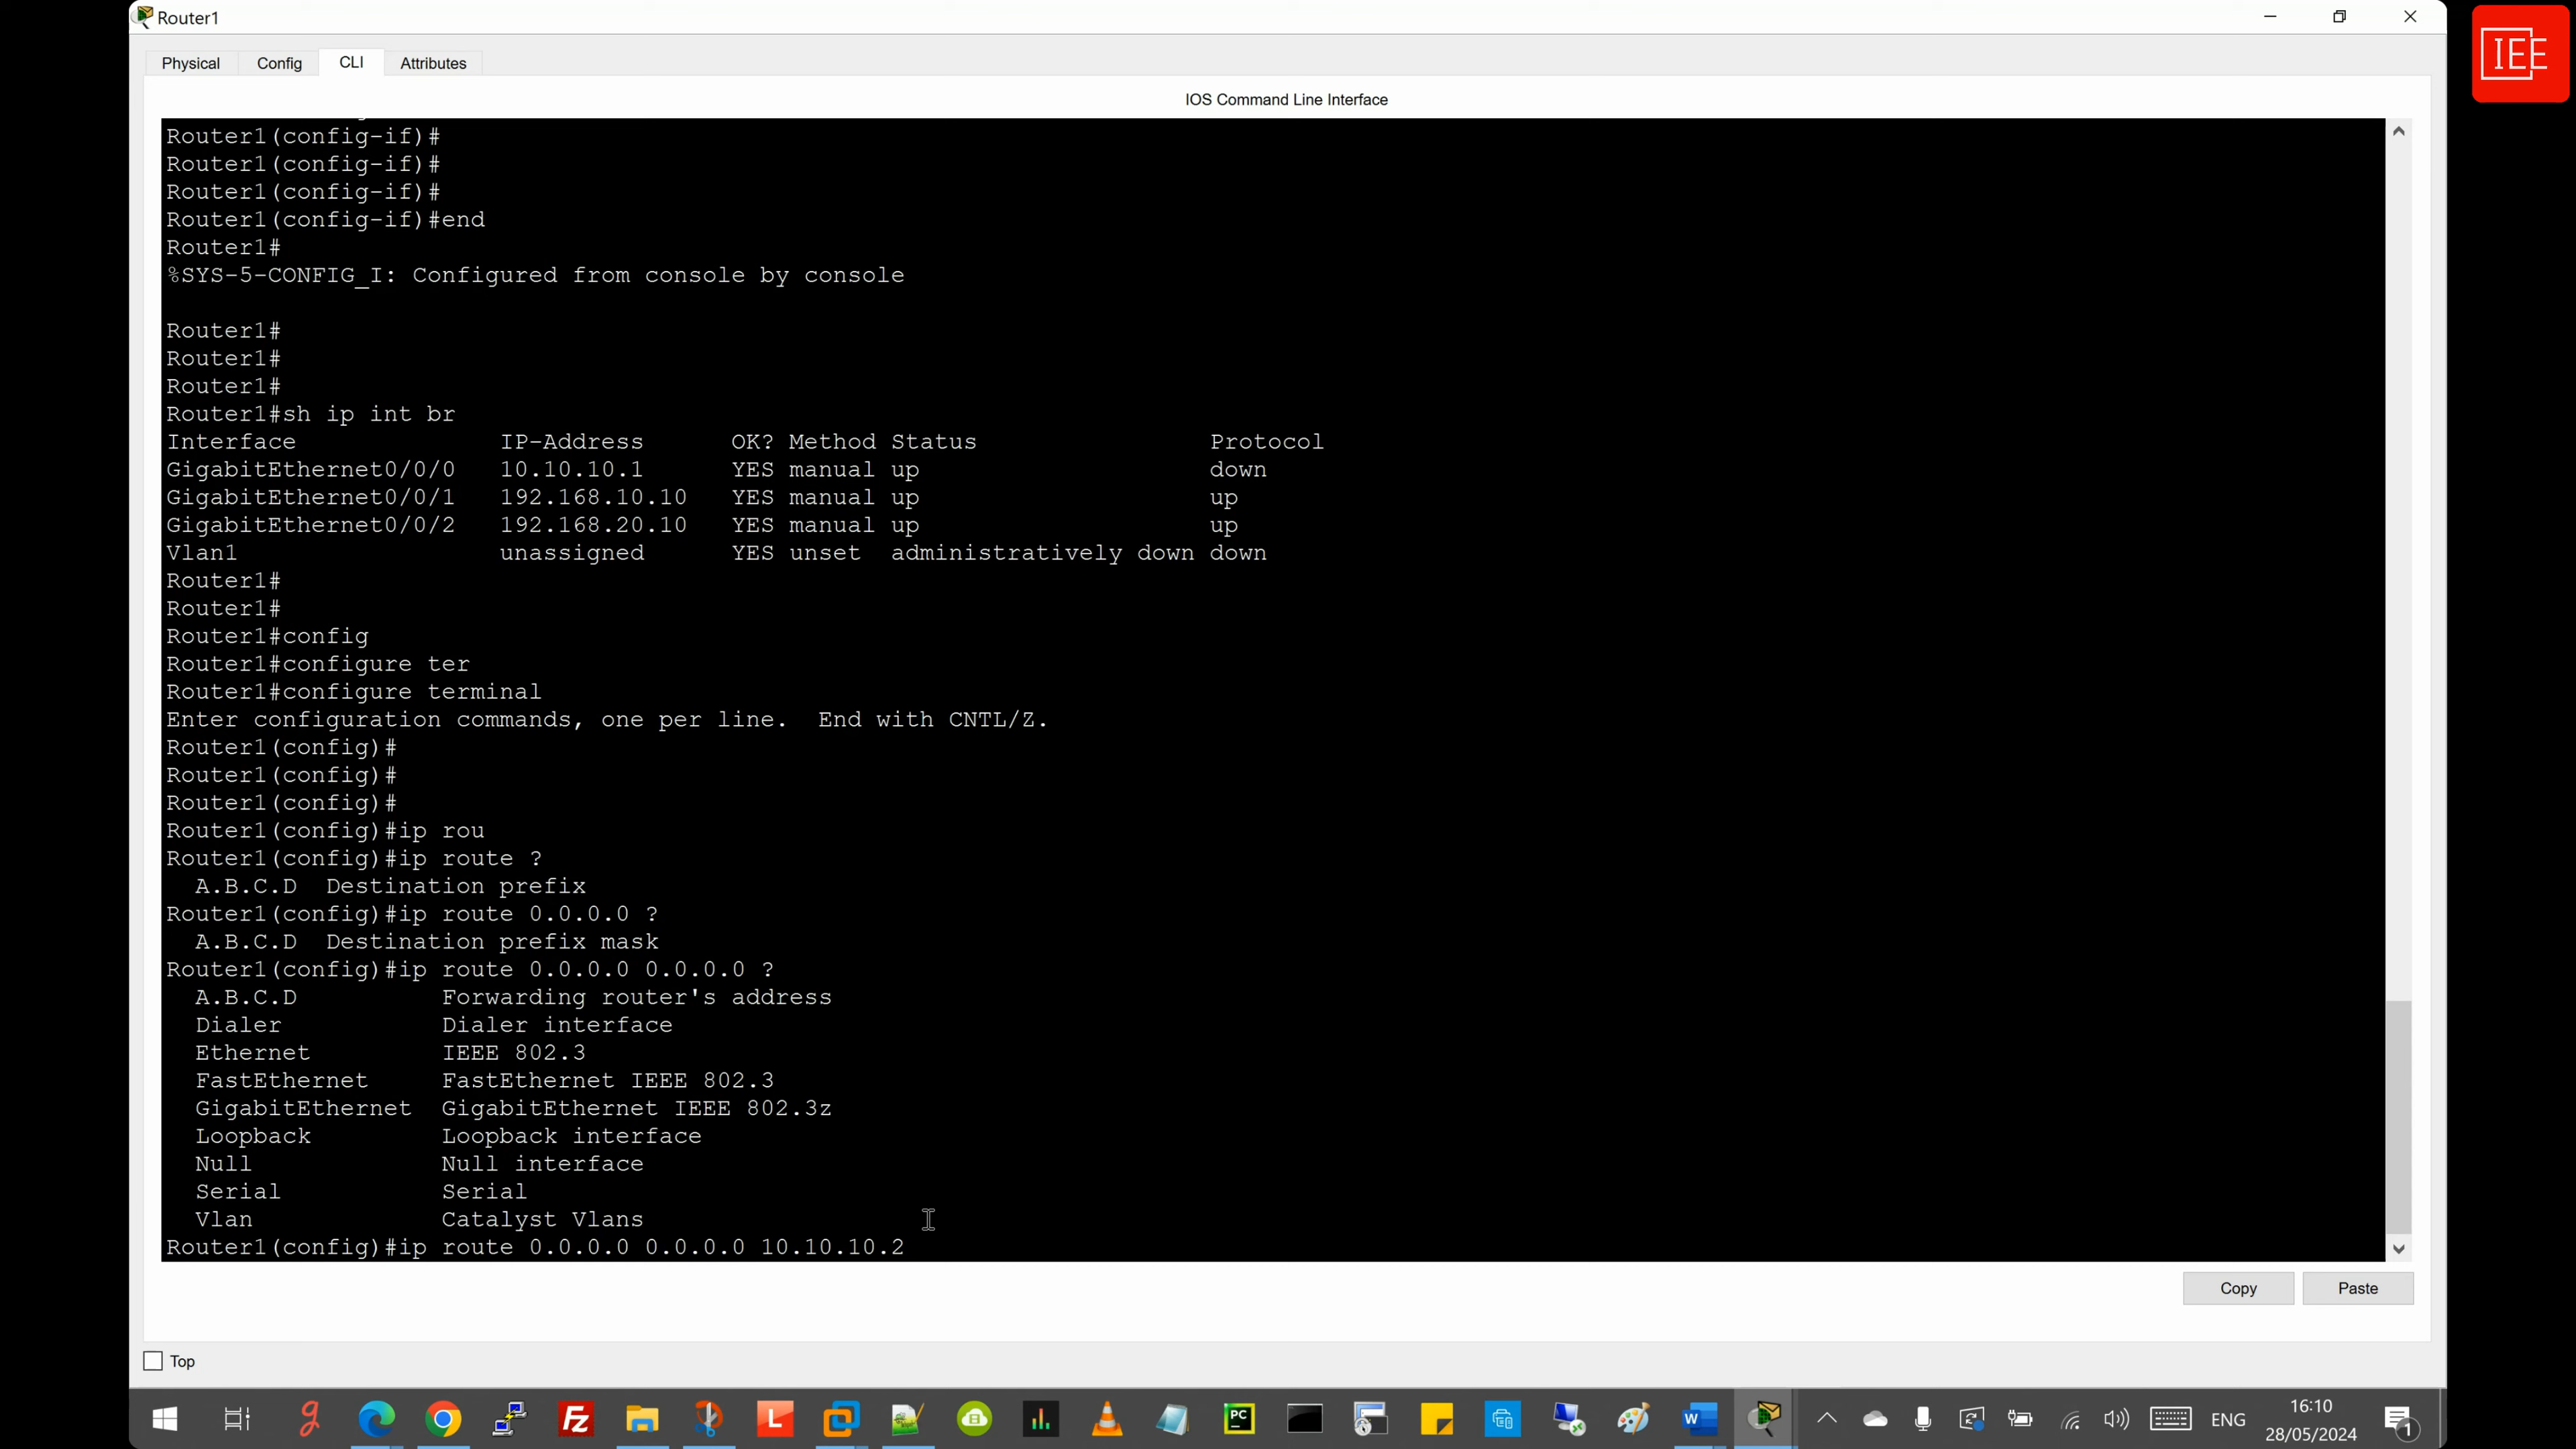 Router1
IEE
Physical Config CLI Attributes
IOS Command Line Interface
Router1(config-if)#
Router1(config-if)#
Router1(config-if)#
Router1(config-if)#end
Router1#
%SYS-5-CONFIG_I: Configured from console by console
Router1#
Router1#
Router1#
Router1#sh ip int br
Interface IP-Address OK? Method Status Protocol
GigabitEthernet0/0/0 10.10.10.1 YES manual up down
GigabitEthernet0/0/1 192.168.10.10 YES manual up up
GigabitEthernet0/0/2 192.168.20.10 YES manual up up
Vlan1 unassigned YES unset administratively down down
Router1#
Router1#
Router1#config
Router1#configure ter
Router1#configure terminal
Enter configuration commands, one per line. End with CNTL/Z.
Router1(config)#
Router1(config)#
Router1(config)#
Router1(config)#ip rou
Router1(config)#ip route ?
A.B.C.D Destination prefix
Router1(config)#ip route 0.0.0.0 ?
A.B.C.D Destination prefix mask
Router1(config)#ip route 0.0.0.0 0.0.0.0 ?
A.B.C.D Forwarding router's address
Dialer Dialer interface
Ethernet IEEE 802.3
FastEthernet FastEthernet IEEE 802.3
GigabitEthernet GigabitEthernet IEEE 802.3z
Loopback Loopback interface
Null Null interface
Serial Serial
Vlan Catalyst Vlans
Router1(config)#ip route 0.0.0.0 0.0.0.0 10.10.10.2
Copy Paste
Top
ENG 16:10
28/05/2024